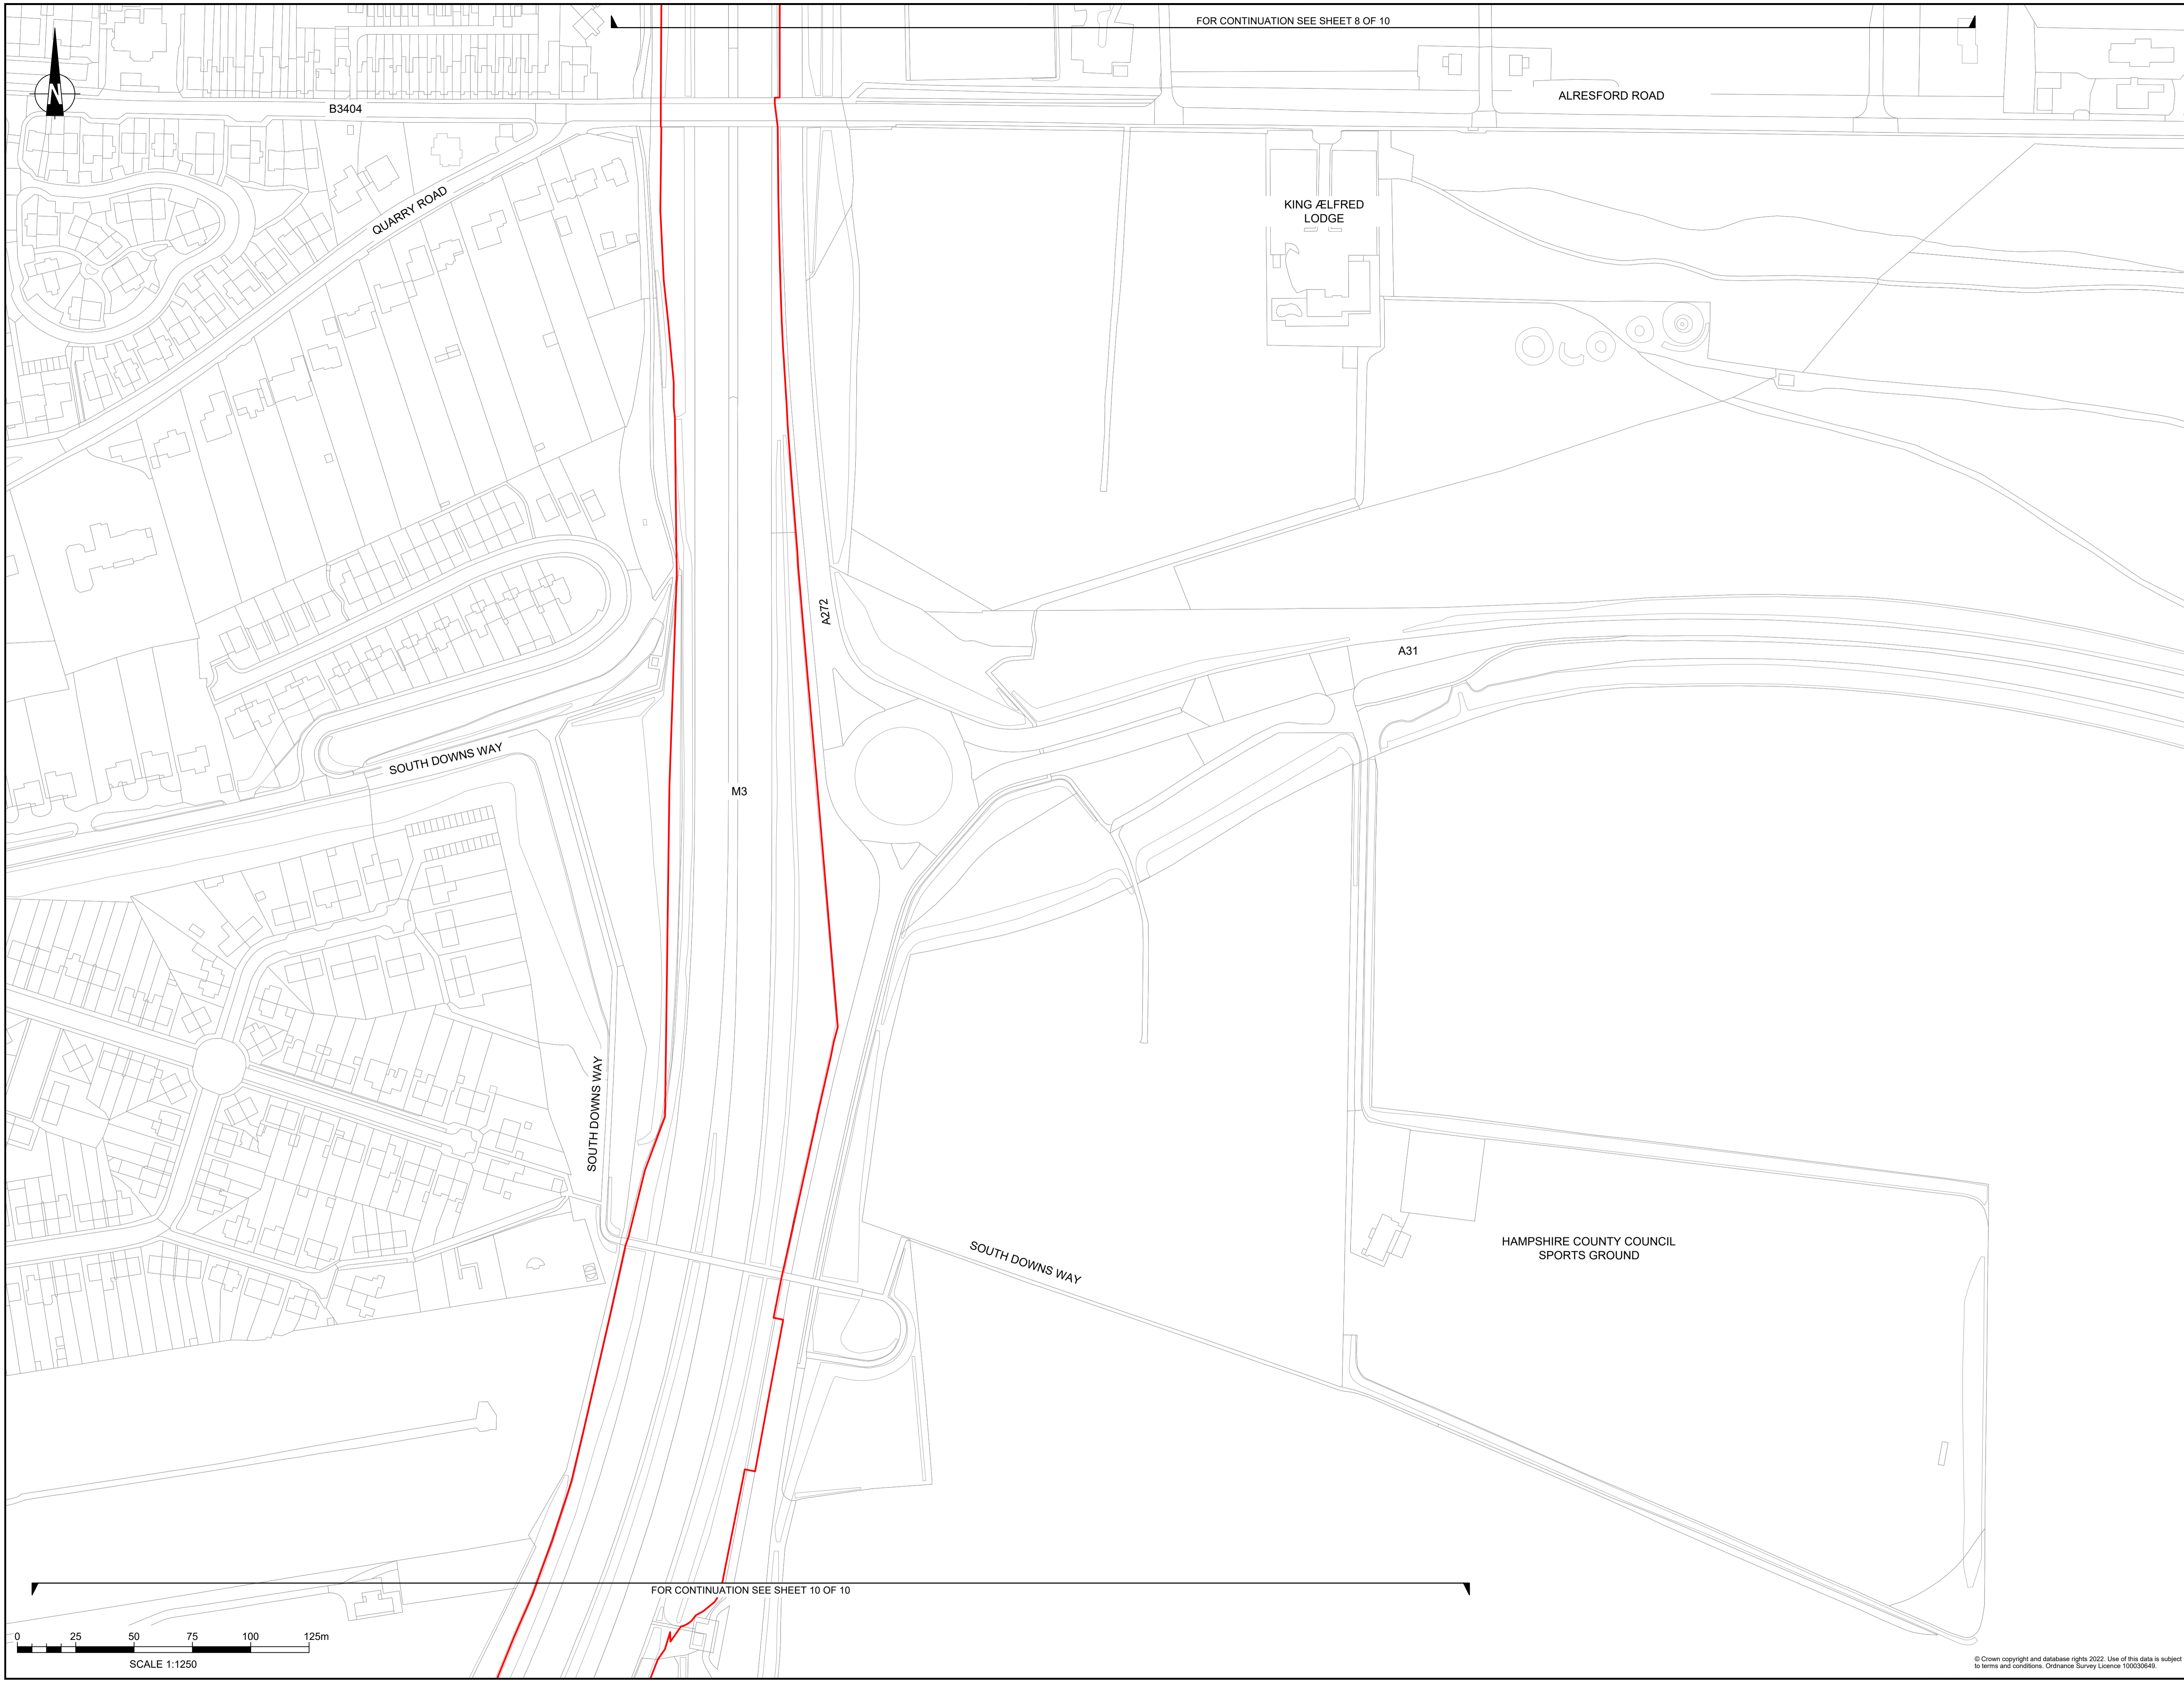 FOR CONTINUATION SEE SHEET 8 OF 10
N
B3404
ALRESFORD ROAD
QUARRY ROAD
KING ÆLFRED
LODGE
A272
A31
SOUTH DOWNS WAY
M3
SOUTH DOWNS WAY
SOUTH DOWNS WAY
HAMPSHIRE COUNTY COUNCIL
SPORTS GROUND
FOR CONTINUATION SEE SHEET 10 OF 10
0 25 50 75 100 125m
SCALE 1:1250
© Crown copyright and database rights 2022. Use of this data is subject
to terms and conditions. Ordnance Survey Licence 100030649.